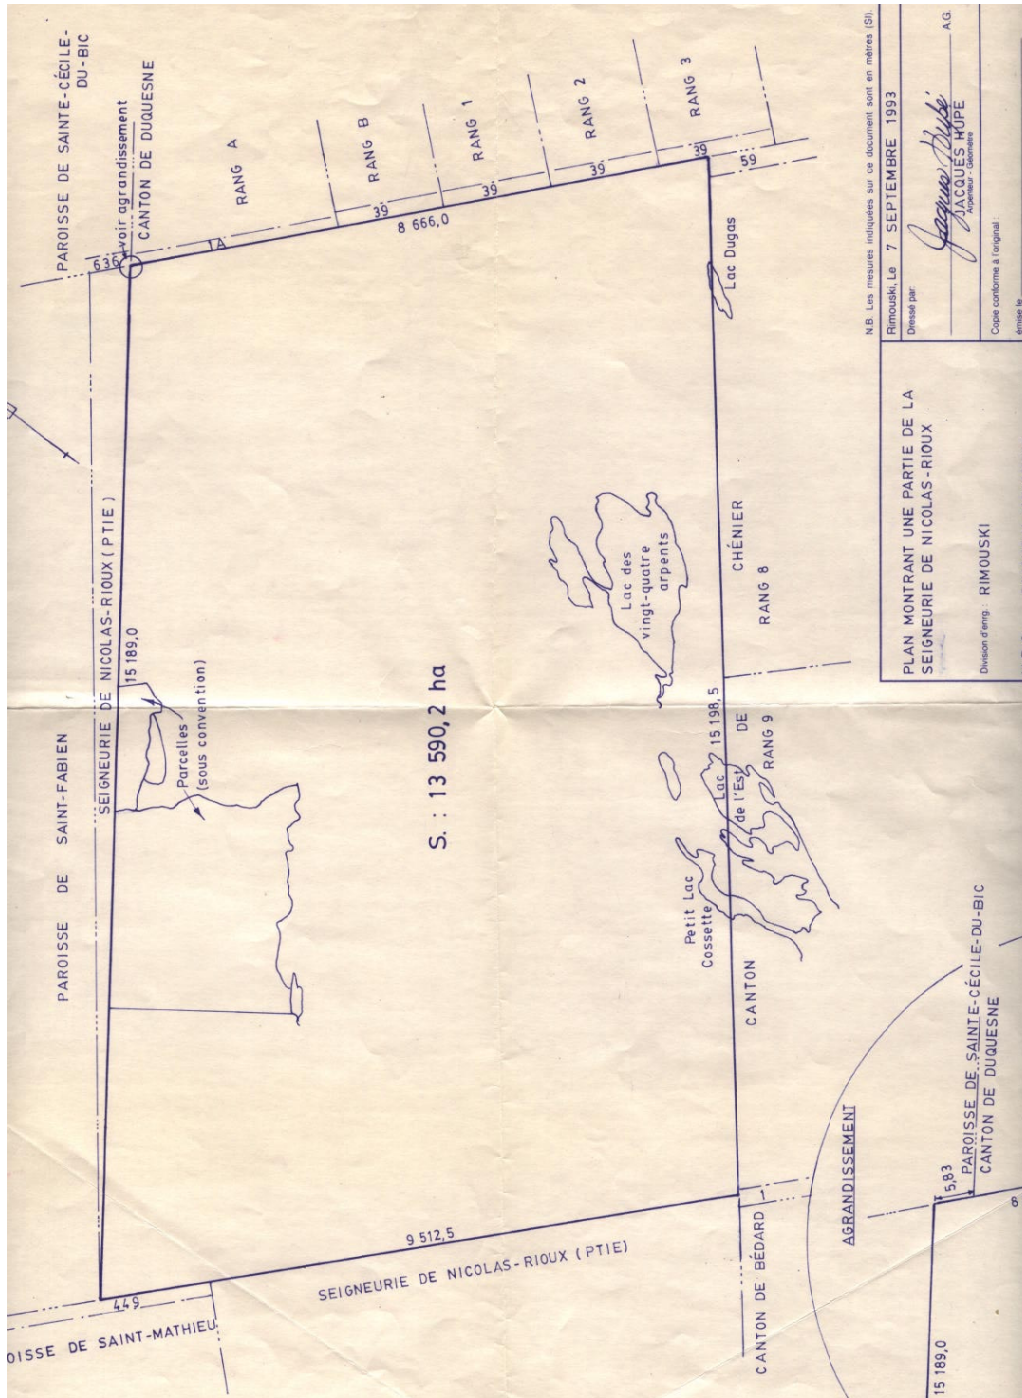 PAROISSE DE SAINTE-CÉCILE-
DU-BIC
voir agrandissement
CANTON DE DUQUESNE
636
1A
RANG A
RANG B
39
RANG 1
39
RANG 2
39
RANG 3
39
59
8 666,0
PAROISSE DE SAINT-FABIEN
SEIGNEURIE DE NICOLAS-RIOUX (PTIE)
15 189,0
Parcelles
(sous convention)
S. : 13 590,2 ha
Lac Dugas
Lac des
vingt-quatre
arpents
CHÉNIER
RANG 8
15 198,5
Lac
de l'Est
DE
RANG 9
Petit Lac
Cossette
CANTON
9 512,5
SEIGNEURIE DE NICOLAS-RIOUX (PTIE)
449
OISSE DE SAINT-MATHIEU
CANTON DE BÉDARD
1
AGRANDISSEMENT
5,83
PAROISSE DE SAINTE-CÉCILE-DU-BIC
CANTON DE DUQUESNE
15 189,0
8
N.B. Les mesures indiquées sur ce document sont en mètres (SI).
Rimouski, Le 7 SEPTEMBRE 1993
Dressé par:
A.G.
JACQUES HUPÉ
Arpenteur - Géomètre
Copie conforme à l'original :
émise le
PLAN MONTRANT UNE PARTIE DE LA
SEIGNEURIE DE NICOLAS-RIOUX
Division d'enrg.: RIMOUSKI